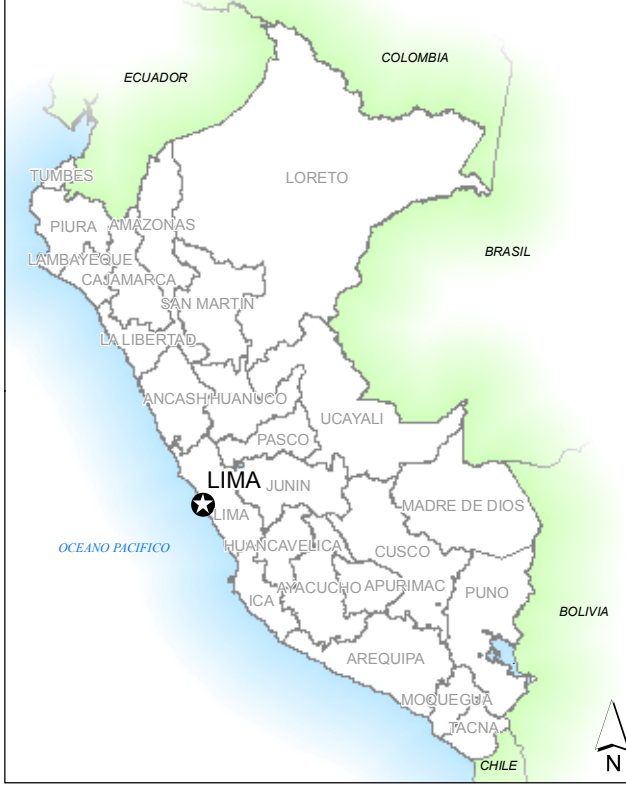 COLOMBIA
ECUADOR
LORETO
TUMBES
PIURA
AMAZONAS
BRASIL
LAMBAYEQUE
CAJAMARCA
SAN MARTIN
LA LIBERTAD
ANCASH
HUANUCO
UCAYALI
PASCO
LIMA
JUNIN
MADRE DE DIOS
LIMA
OCEANO PACIFICO
HUANCAVELICA
CUSCO
AYACUCHO
APURIMAC
PUNO
ICA
BOLIVIA
AREQUIPA
MOQUEGUA
TACNA
CHILE
N